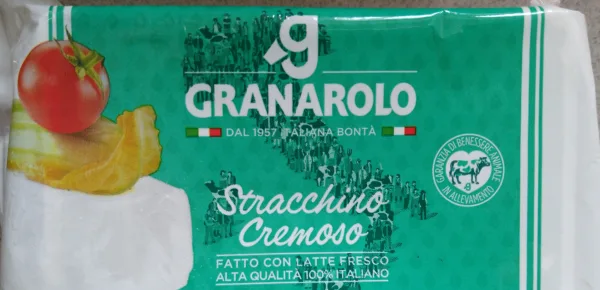 g
GRANAROLO
DAL 1957 ITALIANA BONTÀ
Stracchino
Cremoso
FATTO CON LATTE FRESCO
ALTA QUALITÀ 100% ITALIANO
GARANZIA DI BENESSERE ANIMALE
IN ALLEVAMENTO